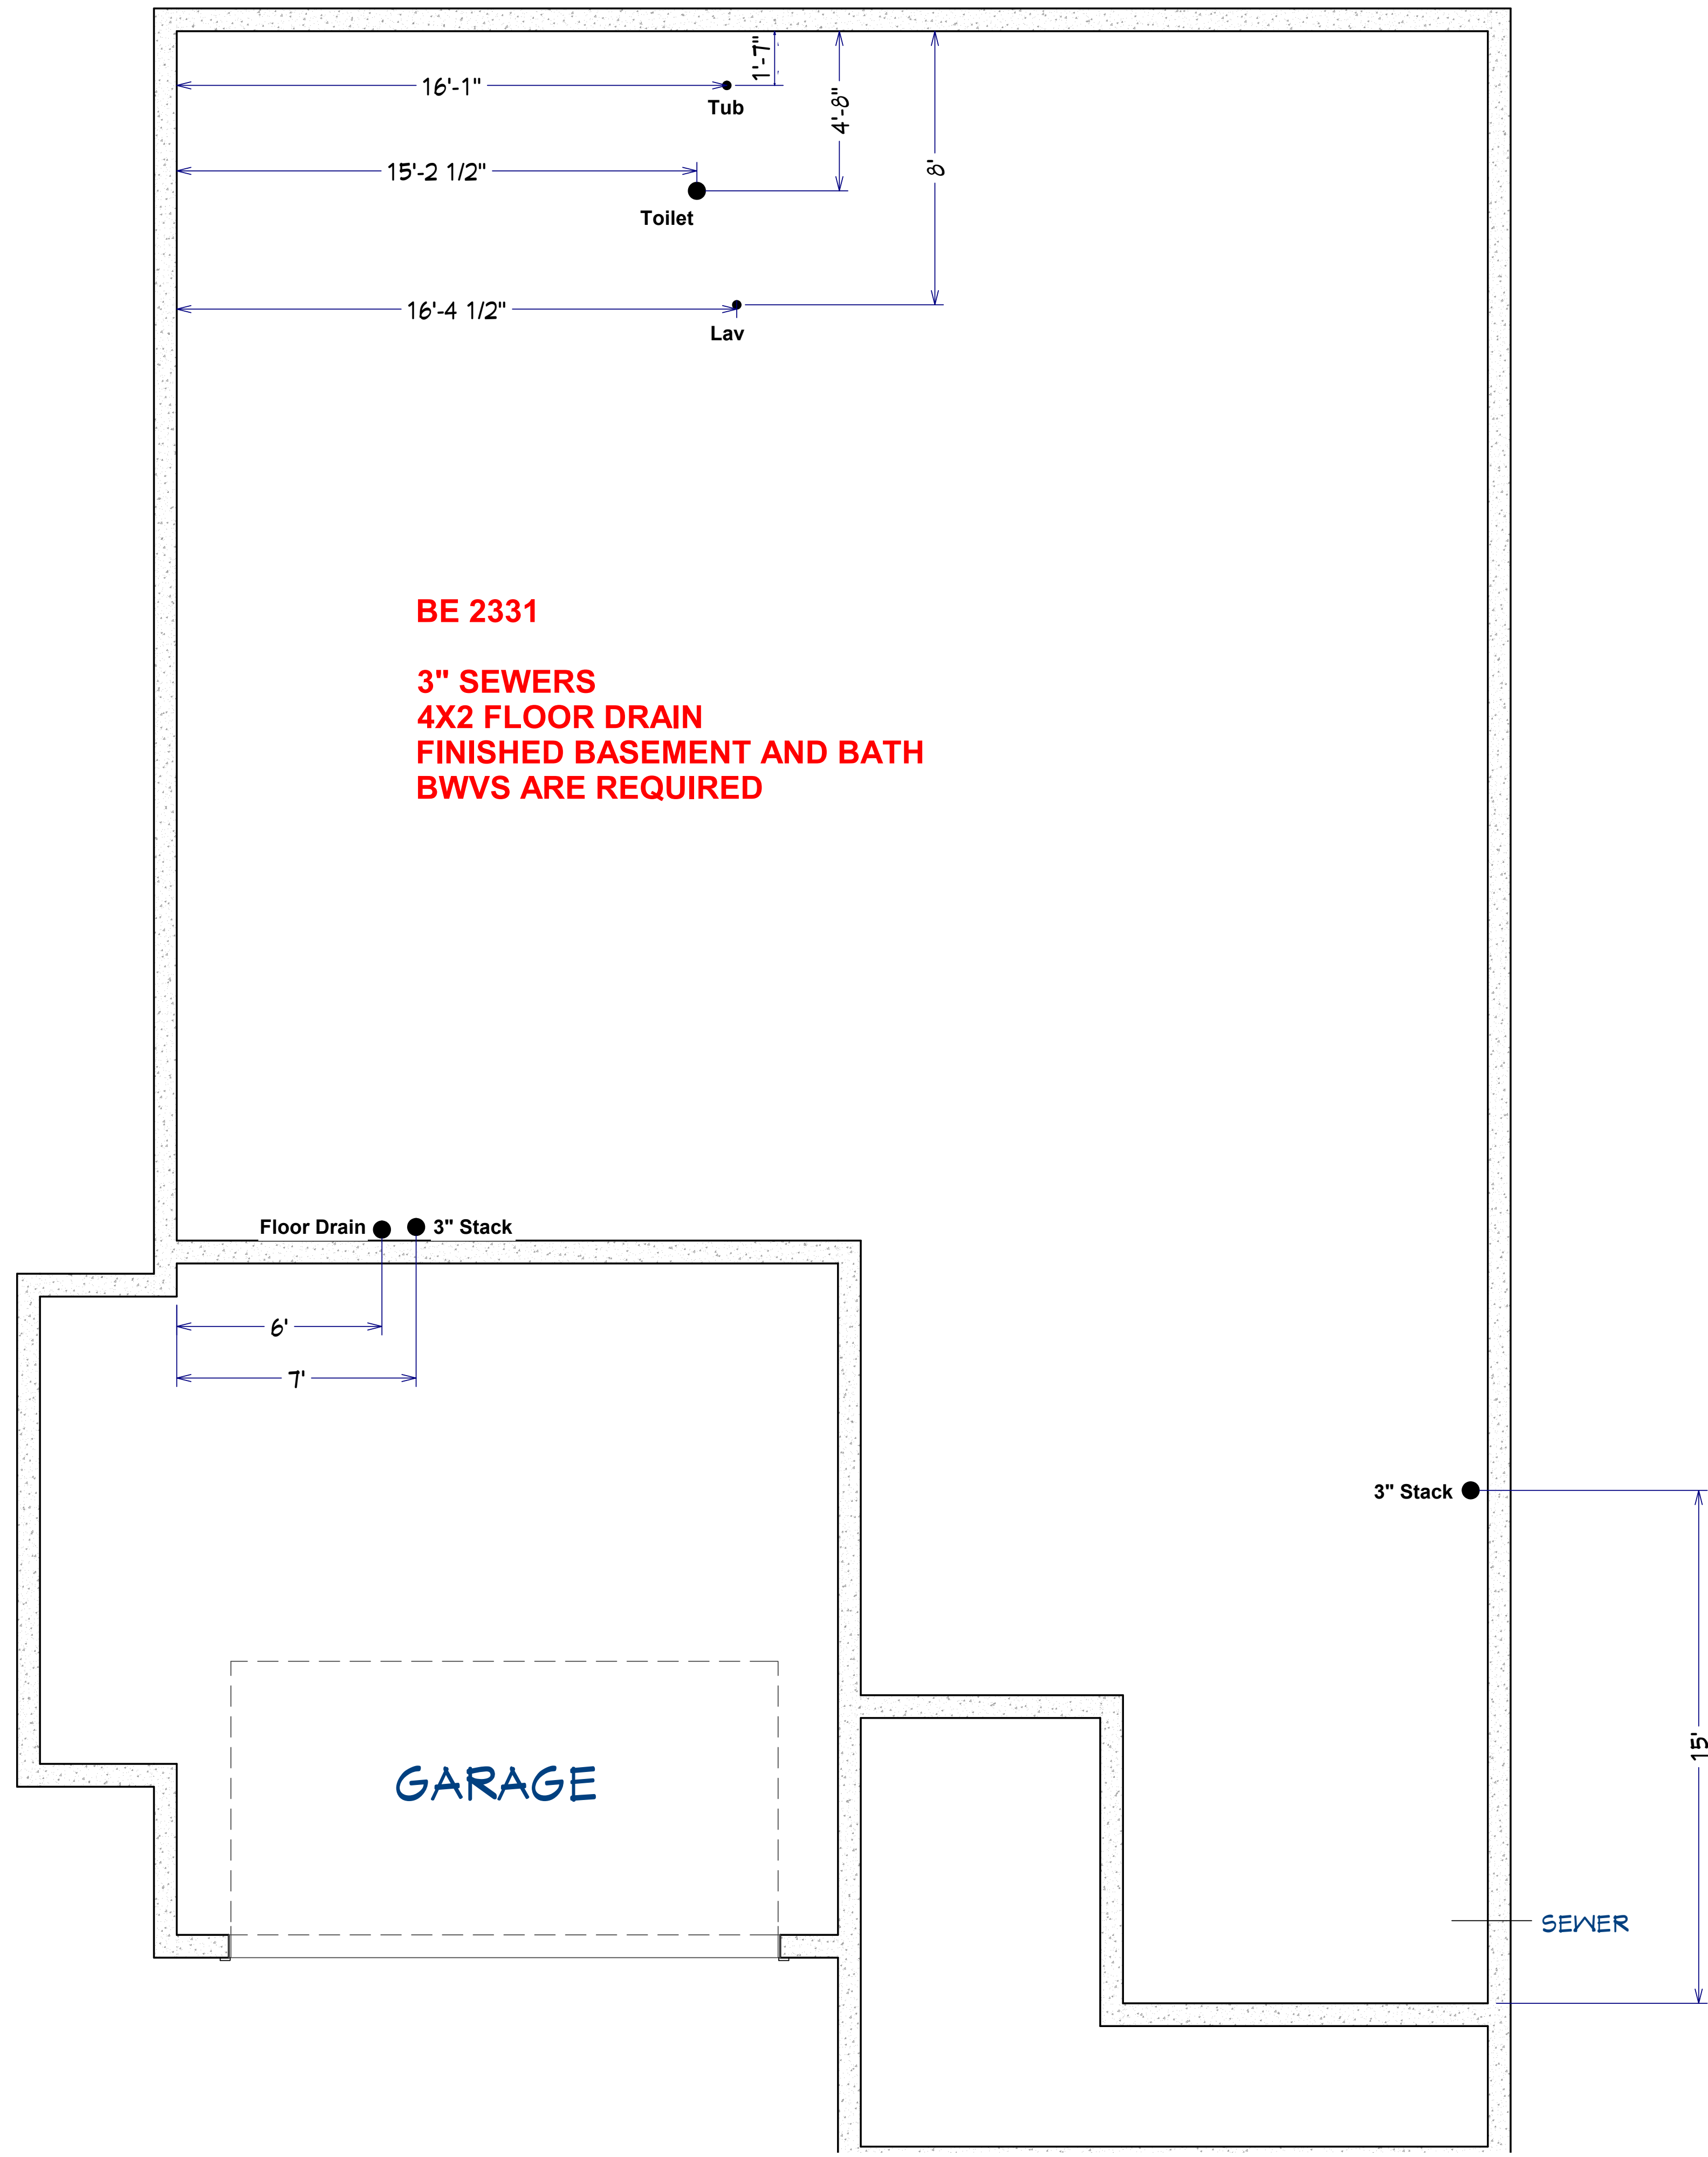 1'-7"
16'-1"
Tub
4'-8"
8'
15'-2 1/2"
Toilet
16'-4 1/2"
Lav
BE 2331
3" SEWERS
4X2 FLOOR DRAIN
FINISHED BASEMENT AND BATH
BWVS ARE REQUIRED
Floor Drain
3" Stack
6'
7'
3" Stack
15'
GARAGE
SEWER